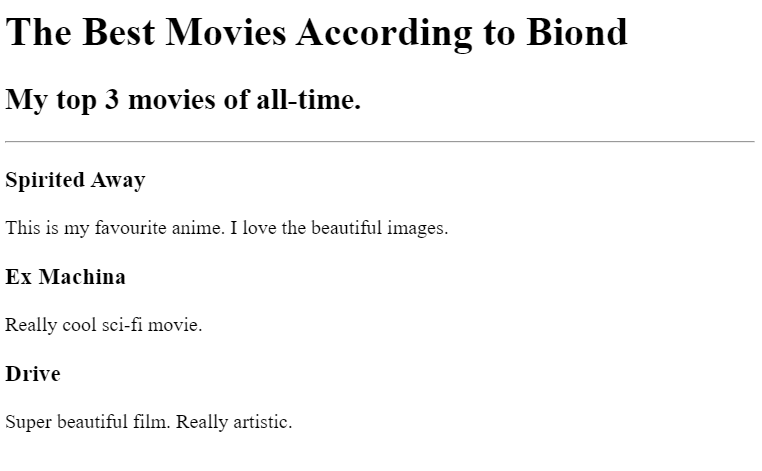 The Best Movies According to Biond
My top 3 movies of all-time.
Spirited Away
This is my favourite anime. I love the beautiful images.
Ex Machina
Really cool sci-fi movie.
Drive
Super beautiful film. Really artistic.